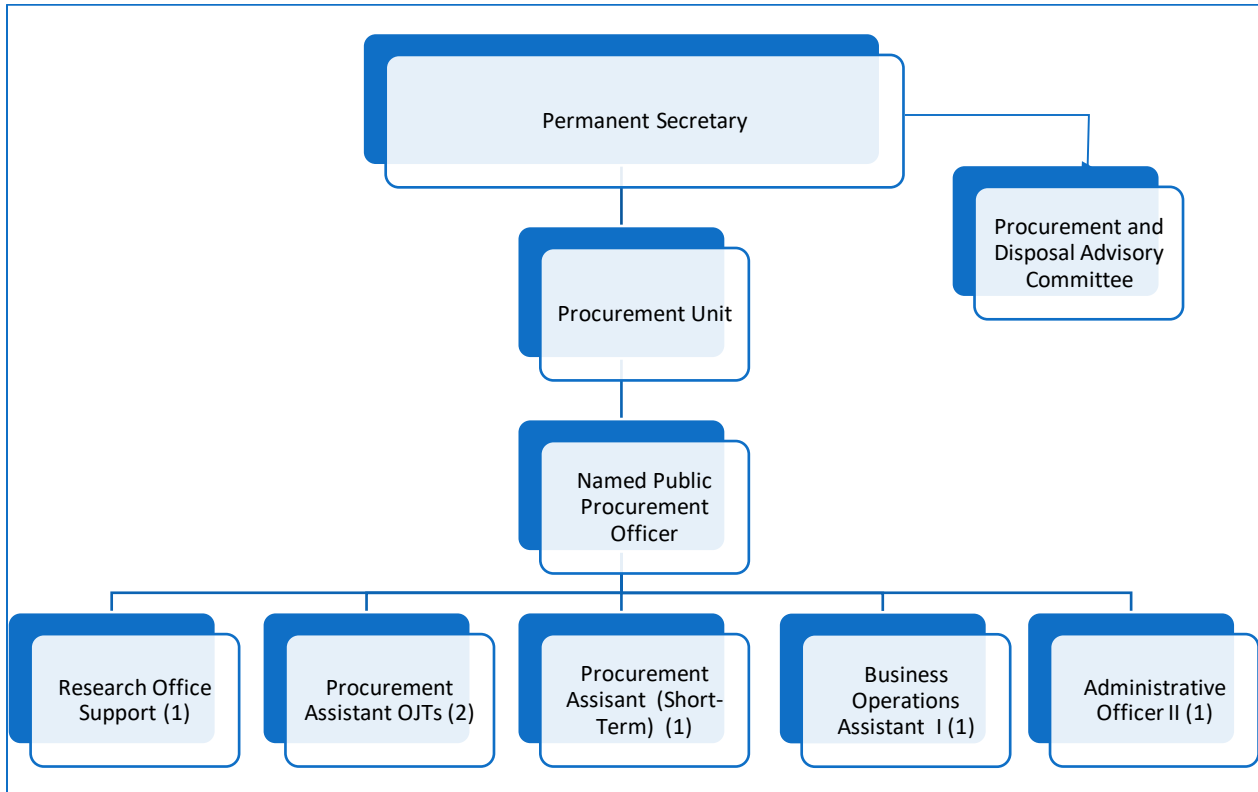 Permanent Secretary
Procurement and
Disposal Advisory
Committee
Procurement Unit
Named Public
Procurement
Officer
Research Office
Support (1)
Procurement
Assistant OJTs (2)
Procurement
Assisant (Short-
Term) (1)
Business
Operations
Assistant I (1)
Administrative
Officer II (1)